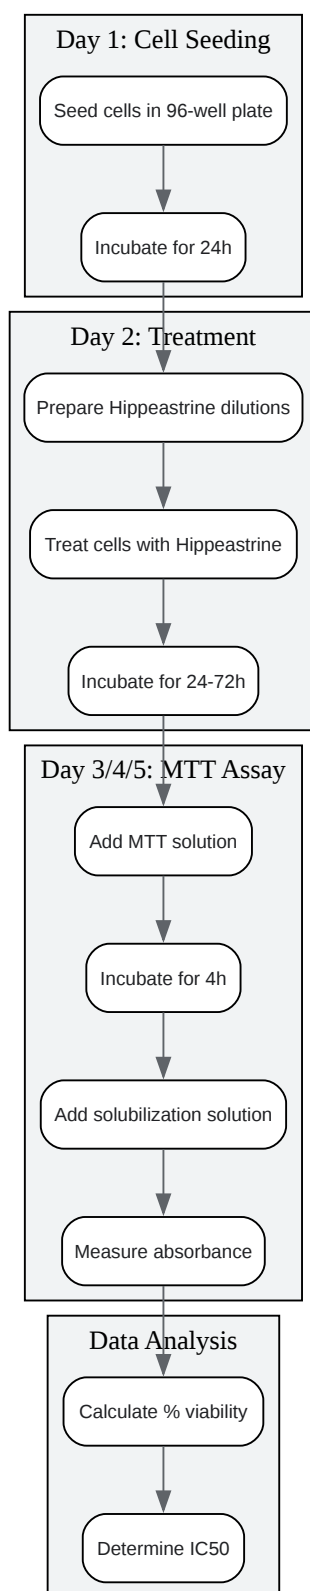 Day 1: Cell Seeding
Seed cells in 96-well plate
Incubate for 24h
Day 2: Treatment
Prepare Hippeastrine dilutions
Treat cells with Hippeastrine
Incubate for 24-72h
Day 3/4/5: MTT Assay
Add MTT solution
Incubate for 4h
Add solubilization solution
Measure absorbance
Data Analysis
Calculate % viability
Determine IC50